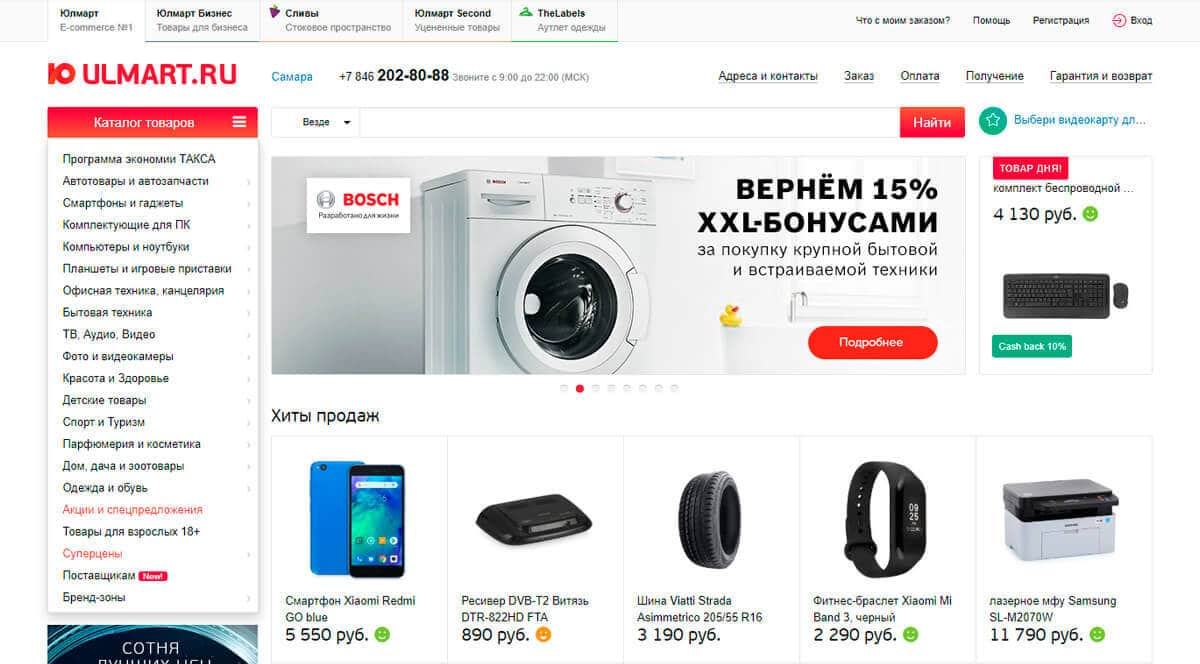 Юлмарт
E-commerce №1
Юлмарт Бизнес
Товары для бизнеса
Сливы
Стоковое пространство
Юлмарт Second
Уцененные товары
TheLabels
Аутлет одежды
Что с моим заказом?
Помощь
Регистрация
Вход
Ю ULMART.RU
Самара
+7 846 202-80-88 Звоните с 9:00 до 22:00 (МСК)
Адреса и контакты
Заказ
Оплата
Получение
Гарантия и возврат
Каталог товаров
Везде
Найти
Выбери видеокарту дл...
Программа экономии ТАКСА
Автотовары и автозапчасти
Смартфоны и гаджеты
Комплектующие для ПК
Компьютеры и ноутбуки
Планшеты и игровые приставки
Офисная техника, канцелярия
Бытовая техника
ТВ, Аудио, Видео
Фото и видеокамеры
Красота и Здоровье
Детские товары
Спорт и Туризм
Парфюмерия и косметика
Дом, дача и зоотовары
Одежда и обувь
Акции и спецпредложения
Товары для взрослых 18+
Суперцены
Поставщикам New!
Бренд-зоны
СОТНЯ
ЛУЧШИХ ЦЕН
BOSCH
Разработано для жизни
BOSCH
ВЕРНЁМ 15%
XXL-БОНУСАМИ
за покупку крупной бытовой
и встраиваемой техники
Подробнее
ТОВАР ДНЯ!
комплект беспроводной ...
4 130 руб.
Cash back 10%
Хиты продаж
Смартфон Xiaomi Redmi
GO blue
5 550 руб.
Ресивер DVB-T2 Витязь
DTR-822HD FTA
890 руб.
Шина Viatti Strada
Asimmetrico 205/55 R16
3 190 руб.
09
25
Фитнес-браслет Xiaomi Mi
Band 3, черный
2 290 руб.
SAMSUNG
лазерное мфу Samsung
SL-M2070W
11 790 руб.